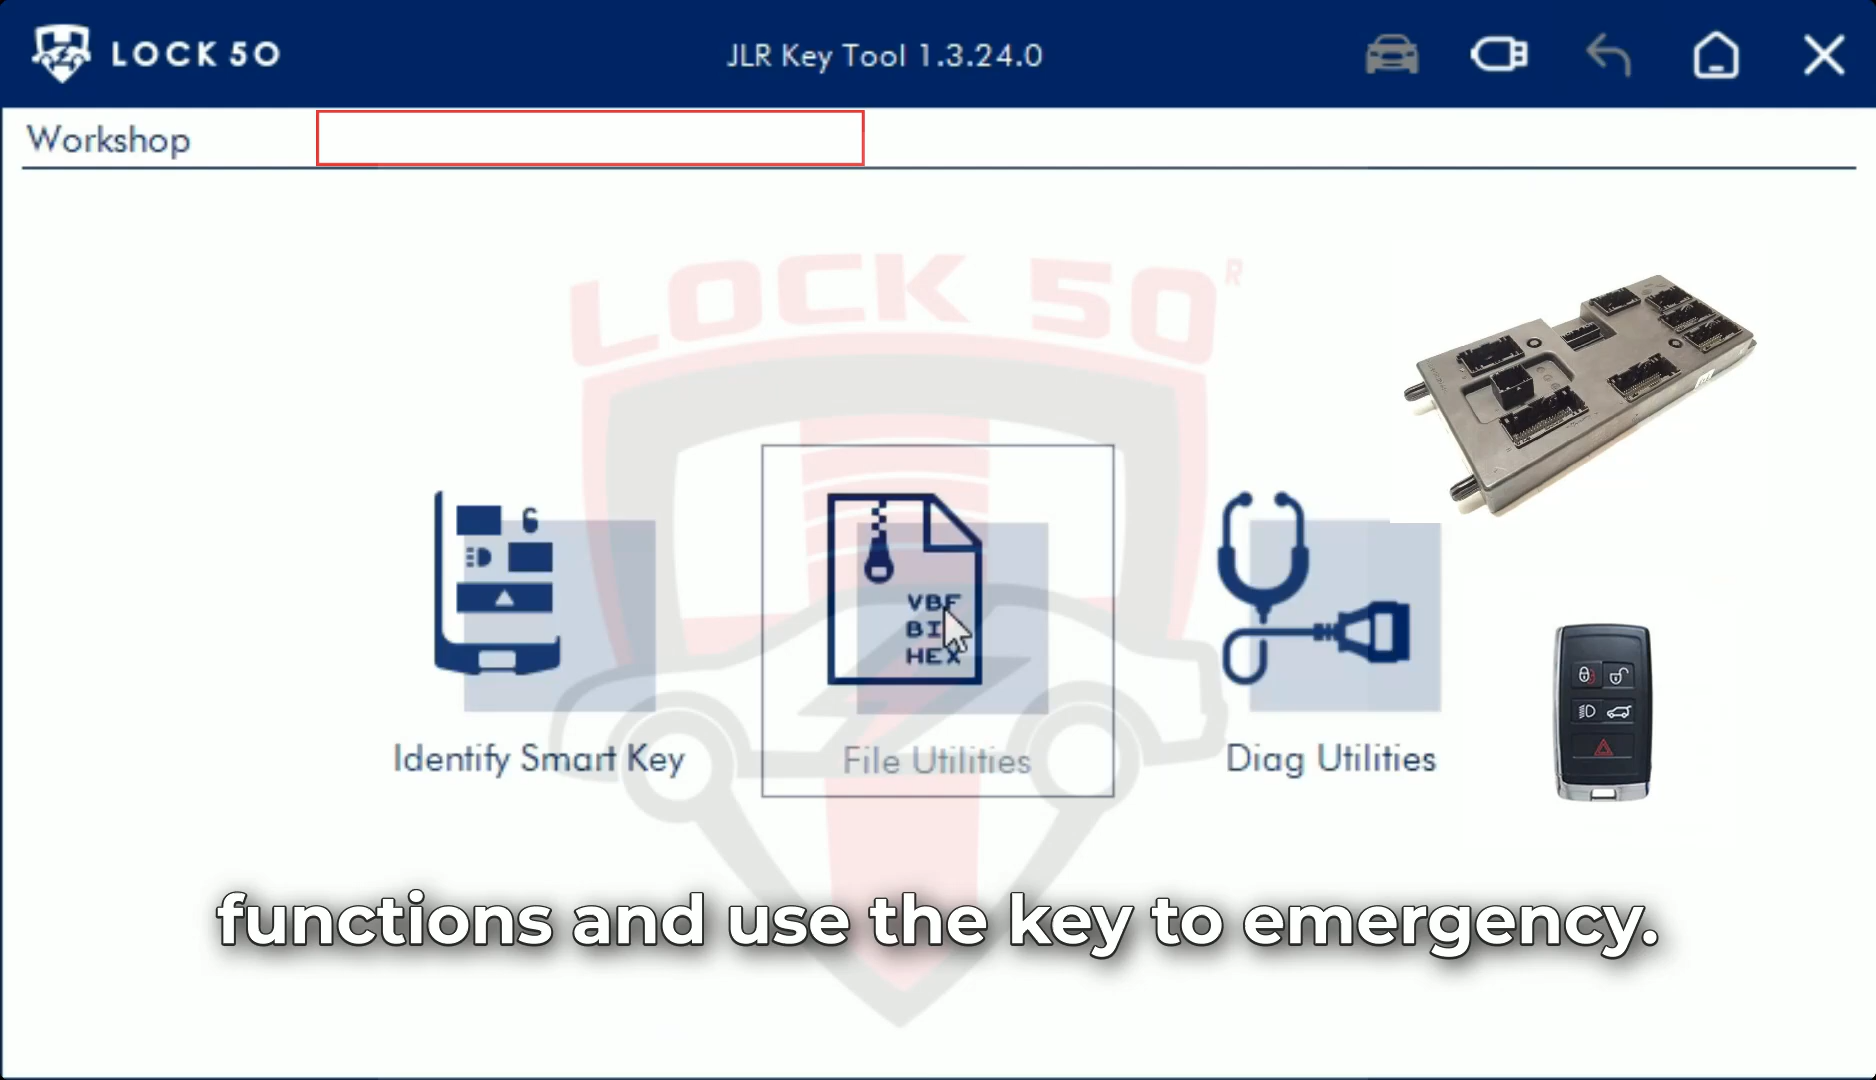 LOCK 50
JLR Key Tool 1.3.24.0
Workshop
LOCK 50 R
VBF
BI
HEX
Identify Smart Key
File Utilities
Diag Utilities
functions and use the key to emergency.